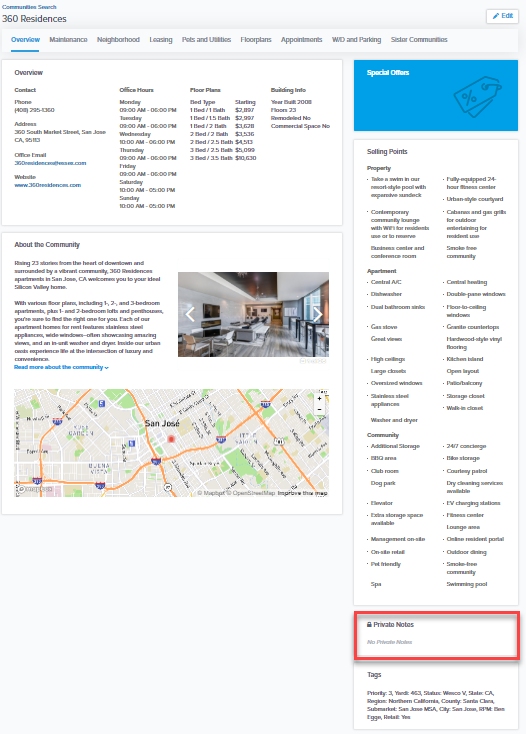 Communities Search
360 Residences
Edit
Overview Maintenance Neighborhood Leasing Pets and Utilities Floorplans Appointments W/D and Parking Sister Communities
Overview
Contact
Phone
(408) 295-1360
Address
360 South Market Street, San Jose
CA, 95113
Office Email
360residences@essex.com
Website
www.360residences.com
Office Hours
Monday
09:00 AM - 06:00 PM
Tuesday
09:00 AM - 06:00 PM
Wednesday
10:00 AM - 06:00 PM
Thursday
09:00 AM - 06:00 PM
Friday
09:00 AM - 06:00 PM
Saturday
10:00 AM - 05:00 PM
Sunday
10:00 AM - 05:00 PM
Floor Plans
Bed Type Starting
1 Bed / 1 Bath $2,897
1 Bed / 1.5 Bath $2,997
1 Bed / 2 Bath $3,628
2 Bed / 2 Bath $3,536
2 Bed / 2.5 Bath $4,513
3 Bed / 2.5 Bath $5,099
3 Bed / 3.5 Bath $10,630
Building Info
Year Built 2008
Floors 23
Remodeled No
Commercial Space No
About the Community
Rising 23 stories from the heart of downtown and
surrounded by a vibrant community, 360 Residences
apartments in San Jose, CA welcomes you to your ideal
Silicon Valley home.
With various floor plans, including 1-, 2-, and 3-bedroom
apartments, plus 1- and 2-bedroom lofts and penthouses,
you're sure to find the right one for you. Each of our
apartment homes for rent features stainless steel
appliances, wide windows-often showcasing amazing
views, and an in-unit washer and dryer. Inside our urban
oasis experience life at the intersection of luxury and
convenience.
Read more about the community
San José
BUENA
VISTA
LITTLE
+
−
© Maptiler © OpenStreetMap Improve this map
Special Offers
Selling Points
Property
· Take a swim in our
resort-style pool with
expansive sundeck
· Fully-equipped 24-
hour fitness center
· Urban-style courtyard
· Contemporary
community lounge
with WiFi for residents
use or to reserve
· Cabanas and gas grills
for outdoor
entertaining for
resident use
Business center and
conference room
Smoke free
community
Apartment
· Central A/C
· Central heating
· Dishwasher
· Double-pane windows
· Dual bathroom sinks
· Floor-to-ceiling
windows
· Gas stove
· Granite countertops
Great views
Hardwood-style vinyl
flooring
· High ceilings
· Kitchen island
Large closets
Open layout
· Oversized windows
· Patio/balcony
· Stainless steel
appliances
Storage closet
· Walk-in closet
Washer and dryer
Community
· Additional Storage
· 24/7 concierge
· BBQ area
· Bike storage
· Club room
· Courtesy patrol
Dog park
Dry cleaning services
available
· Elevator
· EV charging stations
· Extra storage space
available
· Fitness center
Lounge area
· Management on-site
· Online resident portal
· On-site retail
· Outdoor dining
· Pet friendly
· Smoke-free
community
Spa
Swimming pool
Private Notes
No Private Notes
Tags
Priority: 3, Yardi: 463, Status: Wesco V, State: CA,
Region: Northern California, County: Santa Clara,
Submarket: San Jose MSA, City: San Jose, RPM: Ben
Egge, Retail: Yes